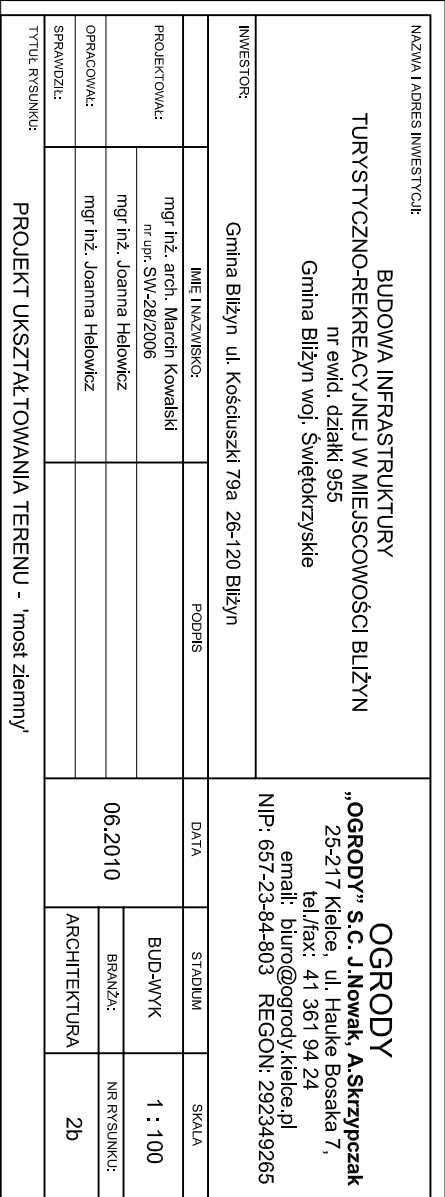 NAZWA I ADRES INWESTYCJI:
BUDOWA INFRASTRUKTURY
TURYSTYCZNO-REKREACYJNEJ W MIEJSCOWOŚCI BLIŻYN
nr ewid. działki 955
Gmina Bliżyn woj. Świętokrzyskie
OGRODY
„OGRODY” S.C. J.Nowak, A.Skrzypczak
25-217 Kielce, ul. Hauke Bosaka 7,
tel./fax: 41 361 94 24
email: biuro@ogrody.kielce.pl
NIP: 657-23-84-803 REGON: 292349265
INWESTOR:
Gmina Bliżyn ul. Kościuszki 79a 26-120 Bliżyn
IMIĘ I NAZWISKO:
PODPIS
DATA
STADIUM
SKALA
PROJEKTOWAŁ:
mgr inż. arch. Marcin Kowalski
nr upr. SW-28/2006
mgr inż. Joanna Helowicz
06.2010
BUD-WYK
1 : 100
BRANŻA:
NR RYSUNKU:
OPRACOWAŁ:
mgr inż. Joanna Helowicz
ARCHITEKTURA
2b
SPRAWDZIŁ:
TYTUŁ RYSUNKU:
PROJEKT UKSZTAŁTOWANIA TERENU - 'most ziemny'